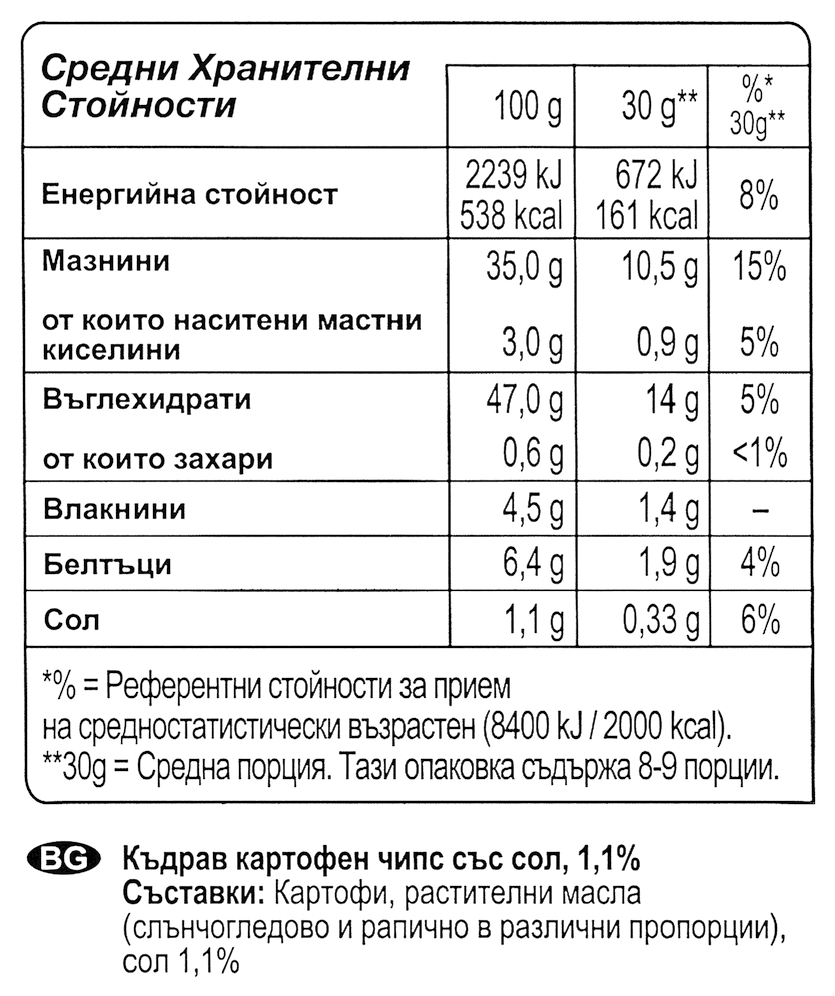 Средни Хранителни
Стойности
100 g 30 g** %* 30g**
Енергийна стойност 2239 kJ 538 kcal 672 kJ 161 kcal 8%
Мазнини 35,0 g 10,5 g 15%
от които наситени мастни
киселини 3,0 g 0,9 g 5%
Въглехидрати 47,0 g 14 g 5%
от които захари 0,6 g 0,2 g <1%
Влакнини 4,5 g 1,4 g –
Белтъци 6,4 g 1,9 g 4%
Сол 1,1 g 0,33 g 6%
*% = Референтни стойности за прием
на средностатистически възрастен (8400 kJ / 2000 kcal).
**30g = Средна порция. Тази опаковка съдържа 8-9 порции.
BG Къдрав картофен чипс със сол, 1,1%
Съставки: Картофи, растителни масла
(слънчогледово и рапично в различни пропорции),
сол 1,1%